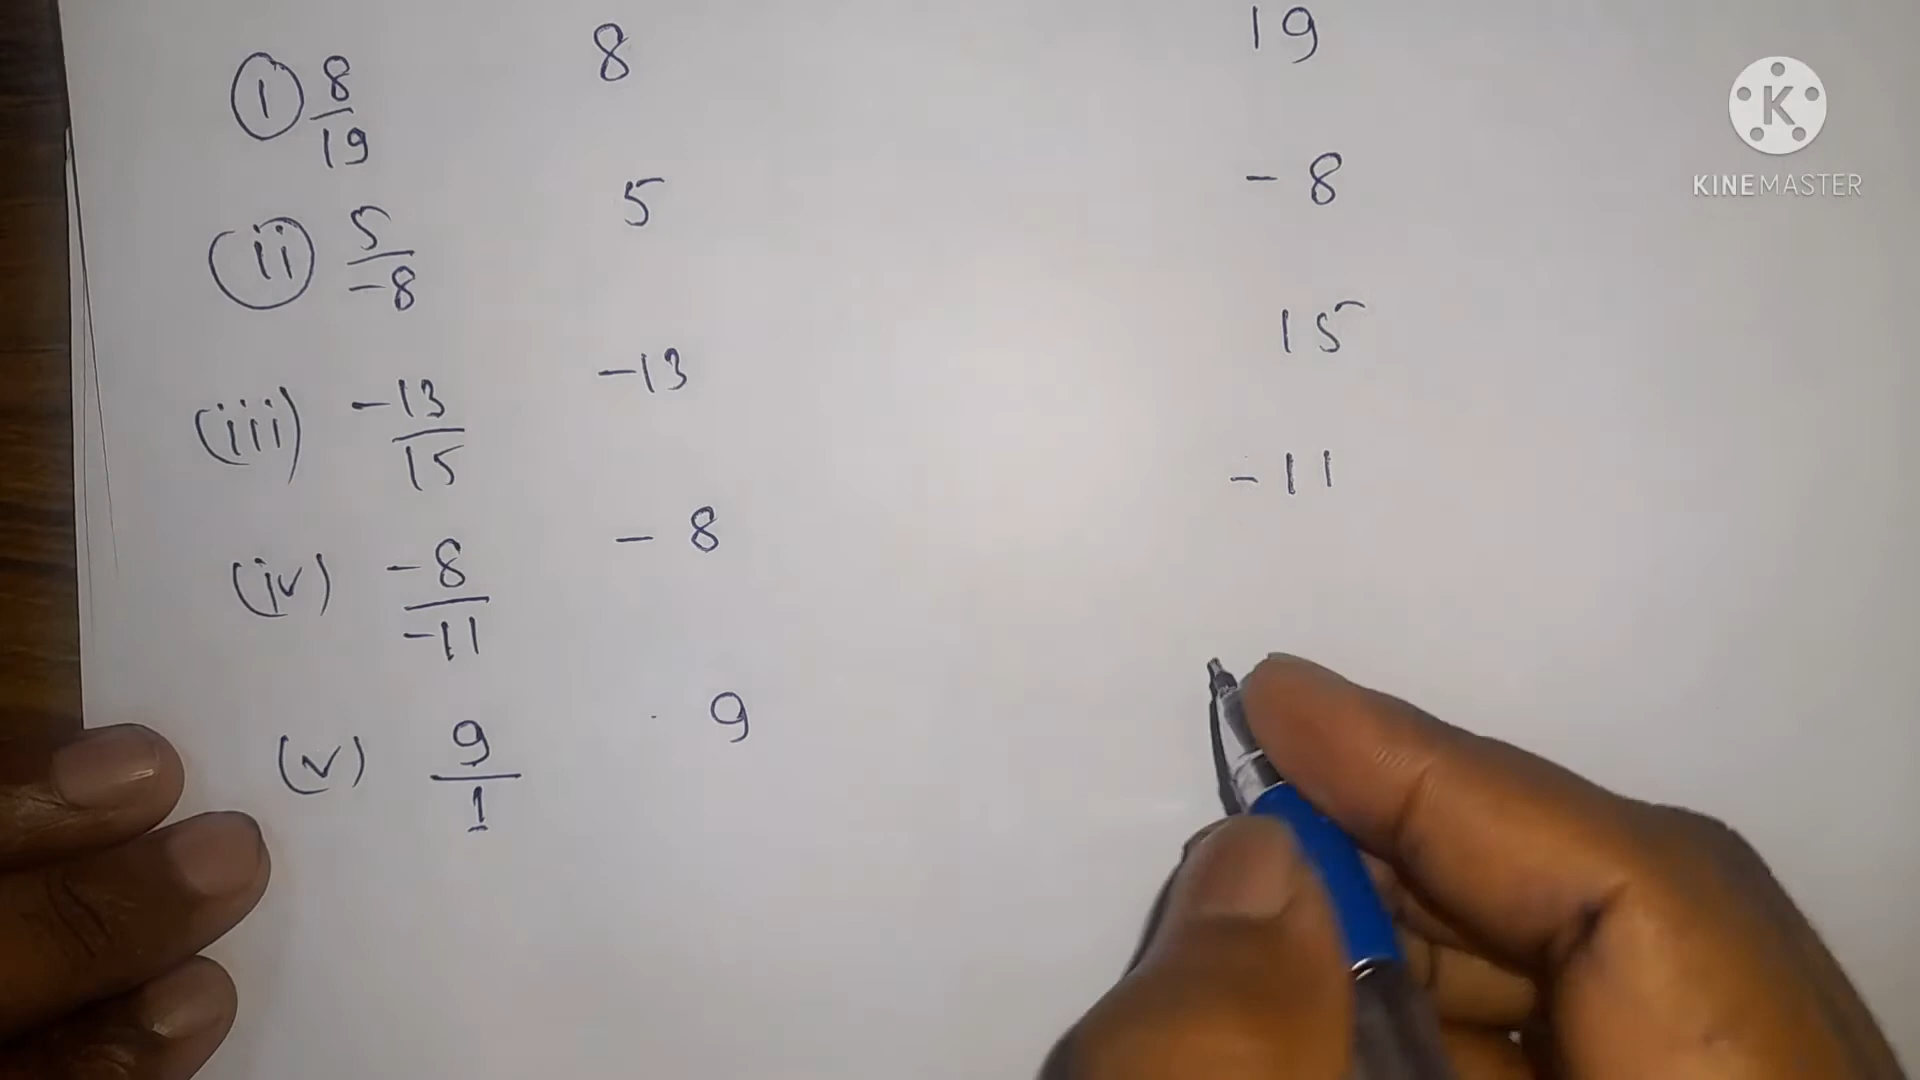 (i) 8/19 8 19
(ii) 5/-8 5 -8
(iii) -13/15 -13 15
(iv) -8/-11 -8 -11
(v) 9/1 9
K
KINEMASTER